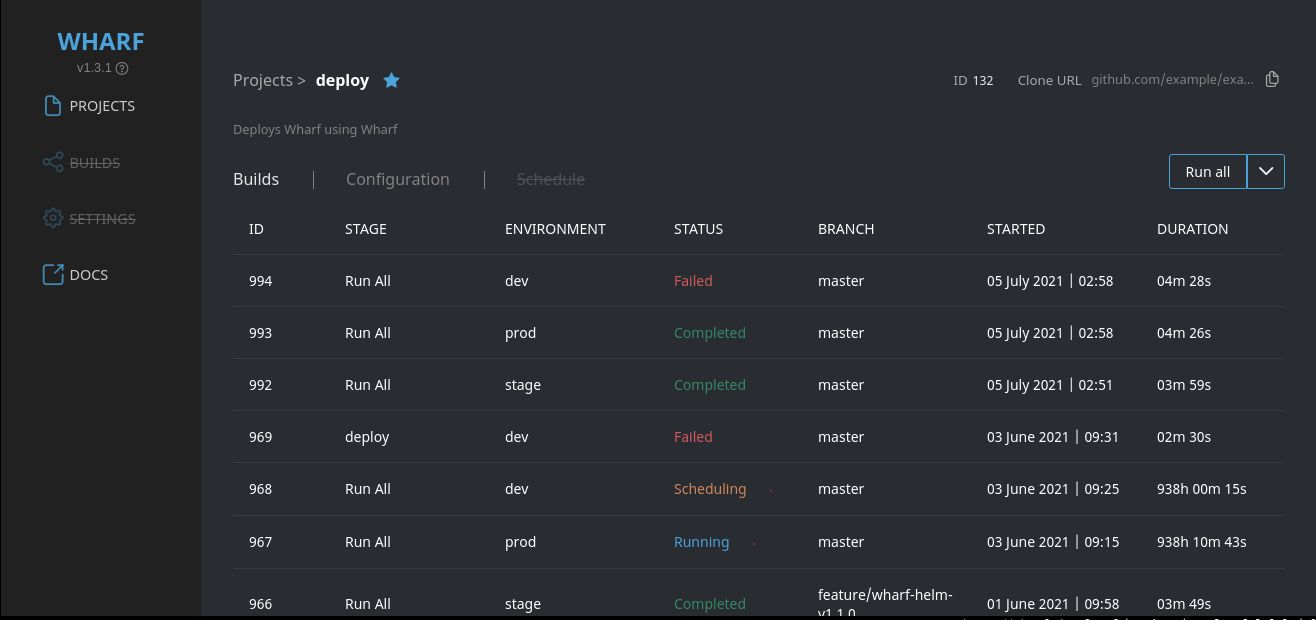 WHARF
v1.3.1
PROJECTS
BUILDS
SETTINGS
DOCS
Projects > deploy
ID 132 Clone URL github.com/example/exa...
Deploys Wharf using Wharf
Builds | Configuration | Schedule
Run all
ID STAGE ENVIRONMENT STATUS BRANCH STARTED DURATION
994 Run All dev Failed master 05 July 2021 | 02:58 04m 28s
993 Run All prod Completed master 05 July 2021 | 02:58 04m 26s
992 Run All stage Completed master 05 July 2021 | 02:51 03m 59s
969 deploy dev Failed master 03 June 2021 | 09:31 02m 30s
968 Run All dev Scheduling master 03 June 2021 | 09:25 938h 00m 15s
967 Run All prod Running master 03 June 2021 | 09:15 938h 10m 43s
966 Run All stage Completed feature/wharf-helm- 01 June 2021 | 09:58 03m 49s
v1.1.0